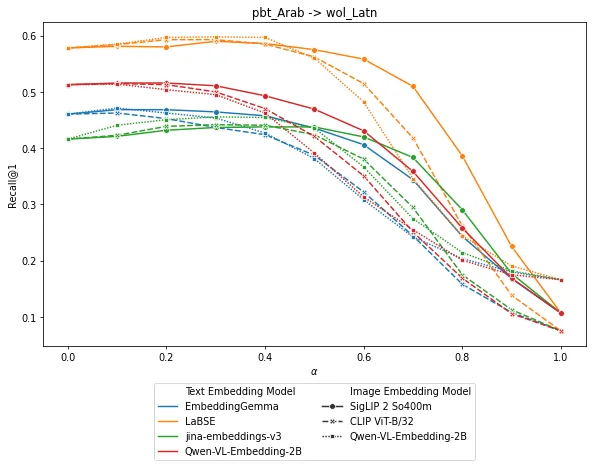 pbt_Arab -> wol_Latn
Recall@1
0.6
0.5
0.4
0.3
0.2
0.1
0.0 0.2 0.4 0.6 0.8 1.0
α
Text Embedding Model Image Embedding Model
EmbeddingGemma SigLIP 2 So400m
LaBSE CLIP ViT-B/32
jina-embeddings-v3 Qwen-VL-Embedding-2B
Qwen-VL-Embedding-2B